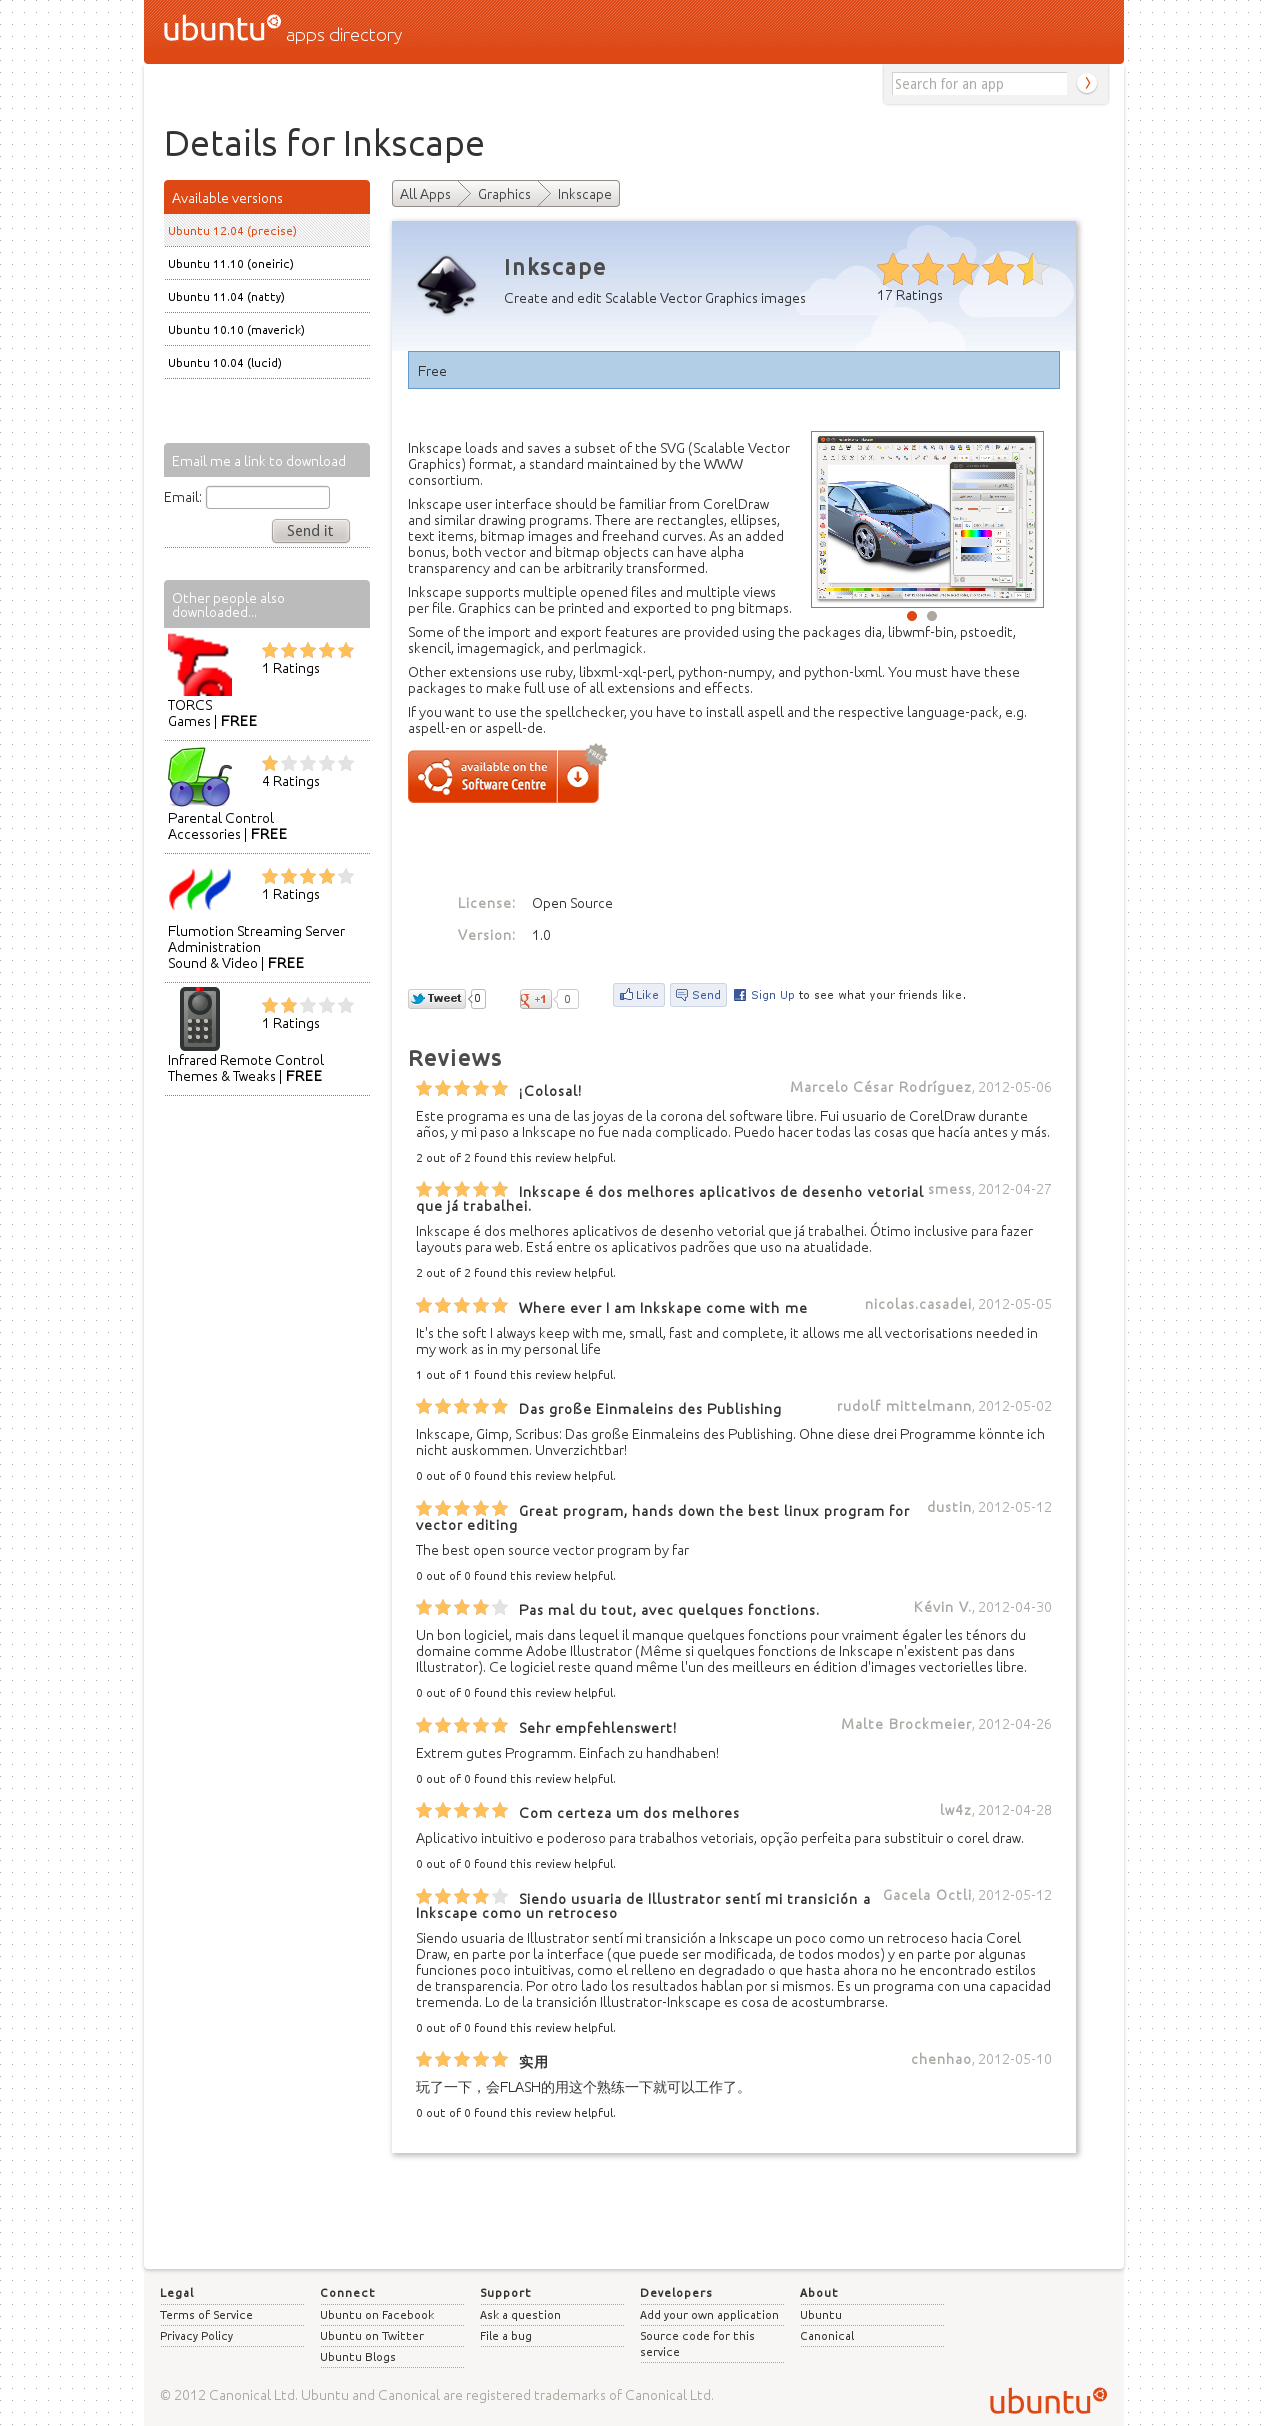 ubuntu apps directory
Search for an app
Details for Inkscape
Available versions
Ubuntu 12.04 (precise)
Ubuntu 11.10 (oneiric)
Ubuntu 11.04 (natty)
Ubuntu 10.10 (maverick)
Ubuntu 10.04 (lucid)
Email me a link to download
Email:
Send it
Other people also
downloaded...
1 Ratings
TORCS
Games | FREE
4 Ratings
Parental Control
Accessories | FREE
1 Ratings
Flumotion Streaming Server
Administration
Sound & Video | FREE
1 Ratings
Infrared Remote Control
Themes & Tweaks | FREE
All Apps Graphics Inkscape
Inkscape
Create and edit Scalable Vector Graphics images
17 Ratings
Free
Inkscape loads and saves a subset of the SVG (Scalable Vector
Graphics) format, a standard maintained by the WWW
consortium.
Inkscape user interface should be familiar from CorelDraw
and similar drawing programs. There are rectangles, ellipses,
text items, bitmap images and freehand curves. As an added
bonus, both vector and bitmap objects can have alpha
transparency and can be arbitrarily transformed.
Inkscape supports multiple opened files and multiple views
per file. Graphics can be printed and exported to png bitmaps.
Some of the import and export features are provided using the packages dia, libwmf-bin, pstoedit,
skencil, imagemagick, and perlmagick.
Other extensions use ruby, libxml-xql-perl, python-numpy, and python-lxml. You must have these
packages to make full use of all extensions and effects.
If you want to use the spellchecker, you have to install aspell and the respective language-pack, e.g.
aspell-en or aspell-de.
FREE
available on the
Software Centre
License: Open Source
Version: 1.0
Tweet 0
+1 0
Like Send Sign Up to see what your friends like.
Reviews
¡Colosal! Marcelo César Rodríguez, 2012-05-06
Este programa es una de las joyas de la corona del software libre. Fui usuario de CorelDraw durante
años, y mi paso a Inkscape no fue nada complicado. Puedo hacer todas las cosas que hacía antes y más.
2 out of 2 found this review helpful.
Inkscape é dos melhores aplicativos de desenho vetorial smess, 2012-04-27
que já trabalhei.
Inkscape é dos melhores aplicativos de desenho vetorial que já trabalhei. Ótimo inclusive para fazer
layouts para web. Está entre os aplicativos padrões que uso na atualidade.
2 out of 2 found this review helpful.
Where ever I am Inkskape come with me nicolas.casadei, 2012-05-05
It's the soft I always keep with me, small, fast and complete, it allows me all vectorisations needed in
my work as in my personal life
1 out of 1 found this review helpful.
Das große Einmaleins des Publishing rudolf mittelmann, 2012-05-02
Inkscape, Gimp, Scribus: Das große Einmaleins des Publishing. Ohne diese drei Programme könnte ich
nicht auskommen. Unverzichtbar!
0 out of 0 found this review helpful.
Great program, hands down the best linux program for dustin, 2012-05-12
vector editing
The best open source vector program by far
0 out of 0 found this review helpful.
Pas mal du tout, avec quelques fonctions. Kévin V., 2012-04-30
Un bon logiciel, mais dans lequel il manque quelques fonctions pour vraiment égaler les ténors du
domaine comme Adobe Illustrator (Même si quelques fonctions de Inkscape n'existent pas dans
Illustrator). Ce logiciel reste quand même l'un des meilleurs en édition d'images vectorielles libre.
0 out of 0 found this review helpful.
Sehr empfehlenswert! Malte Brockmeier, 2012-04-26
Extrem gutes Programm. Einfach zu handhaben!
0 out of 0 found this review helpful.
Com certeza um dos melhores lw4z, 2012-04-28
Aplicativo intuitivo e poderoso para trabalhos vetoriais, opção perfeita para substituir o corel draw.
0 out of 0 found this review helpful.
Siendo usuaria de Illustrator sentí mi transición a Gacela Octli, 2012-05-12
Inkscape como un retroceso
Siendo usuaria de Illustrator sentí mi transición a Inkscape un poco como un retroceso hacia Corel
Draw, en parte por la interface (que puede ser modificada, de todos modos) y en parte por algunas
funciones poco intuitivas, como el relleno en degradado o que hasta ahora no he encontrado estilos
de transparencia. Por otro lado los resultados hablan por si mismos. Es un programa con una capacidad
tremenda. Lo de la transición Illustrator-Inkscape es cosa de acostumbrarse.
0 out of 0 found this review helpful.
实用 chenhao, 2012-05-10
玩了一下，会FLASH的用这个熟练一下就可以工作了。
0 out of 0 found this review helpful.
Legal Connect Support Developers About
Terms of Service Ubuntu on Facebook Ask a question Add your own application Ubuntu
Privacy Policy Ubuntu on Twitter File a bug Source code for this Canonical
service
Ubuntu Blogs
© 2012 Canonical Ltd. Ubuntu and Canonical are registered trademarks of Canonical Ltd.
ubuntu